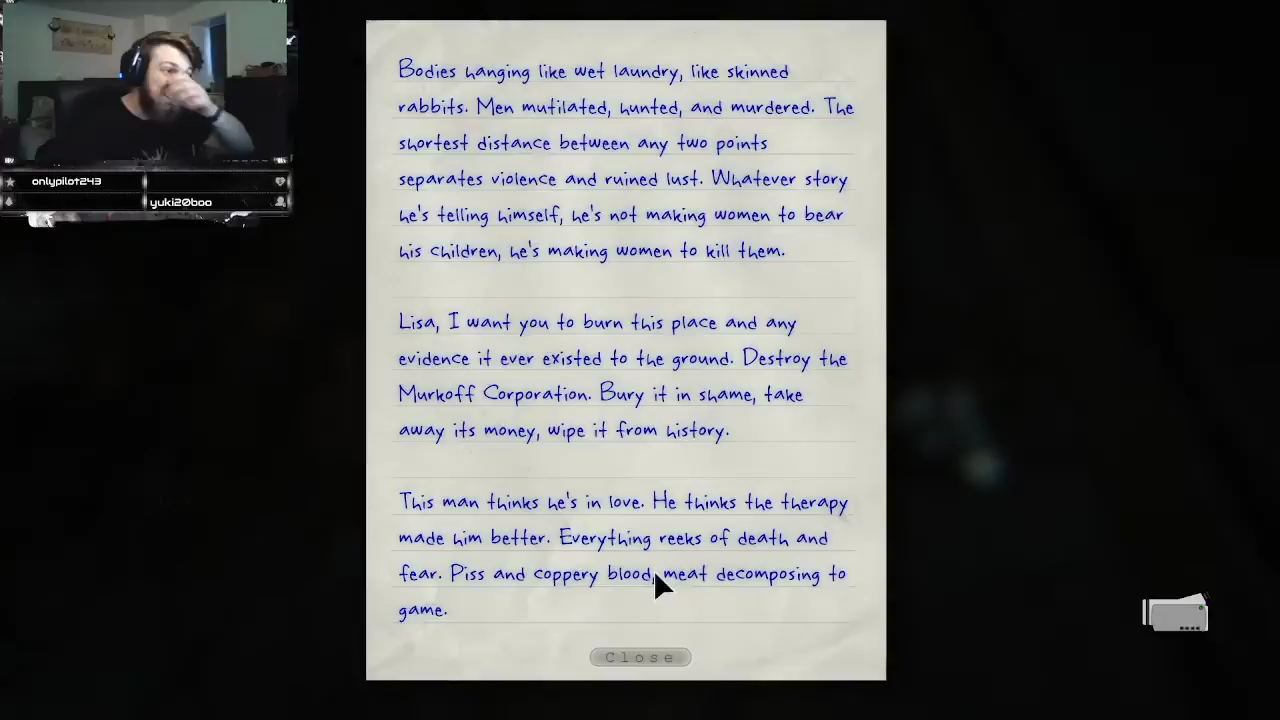 onlypilot243
yuki20boo
Bodies hanging like wet laundry, like skinned
rabbits. Men mutilated, hunted, and murdered. The
shortest distance between any two points
separates violence and ruined lust. Whatever story
he's telling himself, he's not making women to bear
his children, he's making women to kill them.
Lisa, I want you to burn this place and any
evidence it ever existed to the ground. Destroy the
Murkoff Corporation. Bury it in shame, take
away its money, wipe it from history.
This man thinks he's in love. He thinks the therapy
made him better. Everything reeks of death and
fear. Piss and coppery blood, meat decomposing to
game.
Close